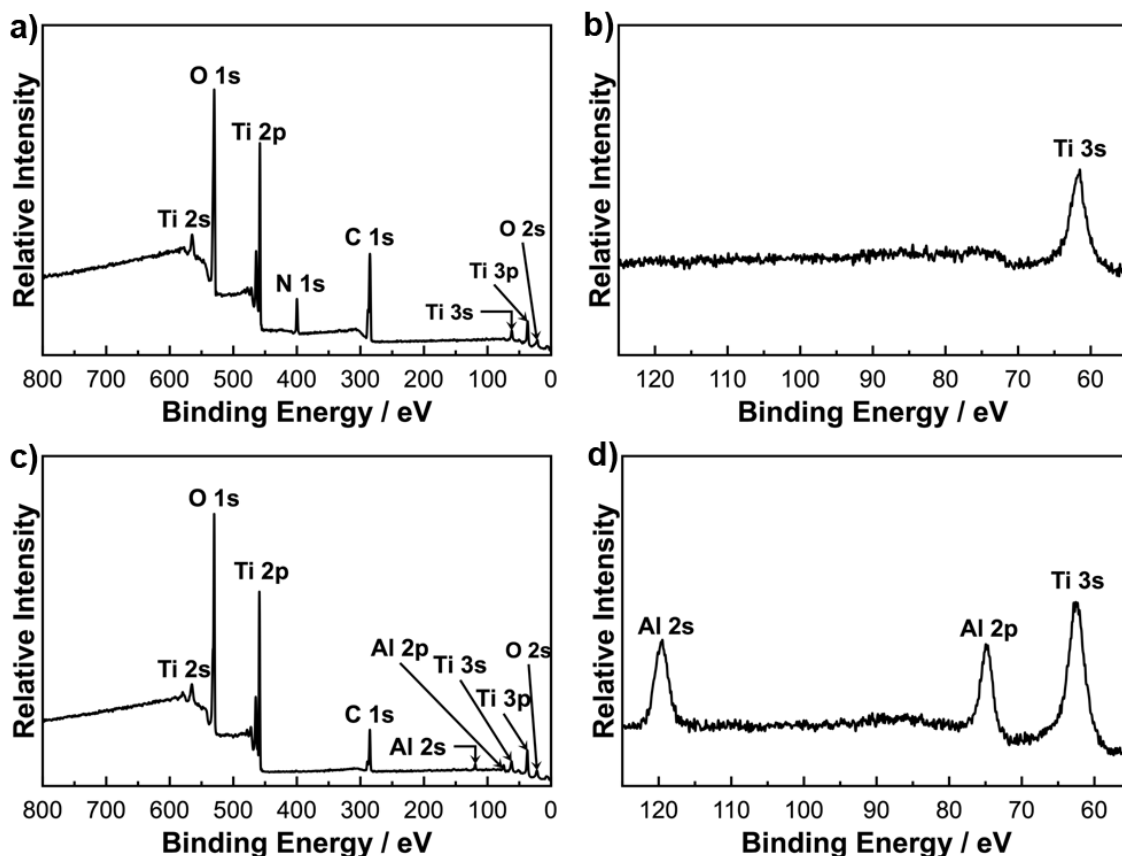 a)
Relative Intensity
O 1s
Ti 2p
Ti 2s
N 1s
C 1s
O 2s
Ti 3p
Ti 3s
800 700 600 500 400 300 200 100 0
Binding Energy / eV
b)
Relative Intensity
Ti 3s
120 110 100 90 80 70 60
Binding Energy / eV
c)
Relative Intensity
O 1s
Ti 2p
Ti 2s
C 1s
Al 2p
Ti 3s
O 2s
Ti 3p
Al 2s
800 700 600 500 400 300 200 100 0
Binding Energy / eV
d)
Relative Intensity
Al 2s
Al 2p
Ti 3s
120 110 100 90 80 70 60
Binding Energy / eV